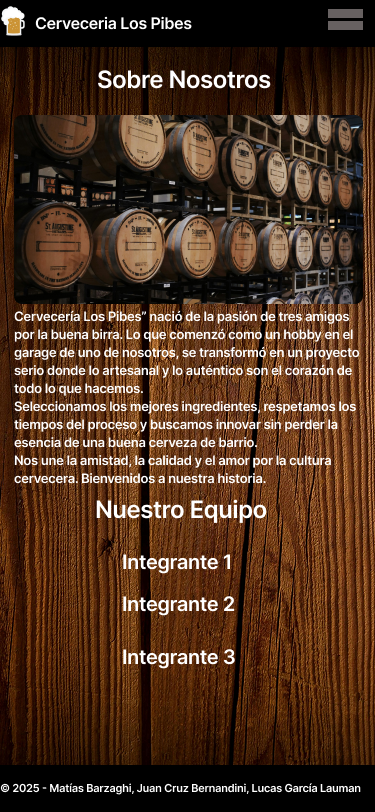 Cerveceria Los Pibes
Sobre Nosotros
ST AUGUSTINE
Cervecería Los Pibes” nació de la pasión de tres amigos
por la buena birra. Lo que comenzó como un hobby en el
garage de uno de nosotros, se transformó en un proyecto
serio donde lo artesanal y lo auténtico son el corazón de
todo lo que hacemos.
Seleccionamos los mejores ingredientes, respetamos los
tiempos del proceso y buscamos innovar sin perder la
esencia de una buena cerveza de barrio.
Nos une la amistad, la calidad y el amor por la cultura
cervecera. Bienvenidos a nuestra historia.
Nuestro Equipo
Integrante 1
Integrante 2
Integrante 3
© 2025 - Matías Barzaghi, Juan Cruz Bernandini, Lucas García Lauman